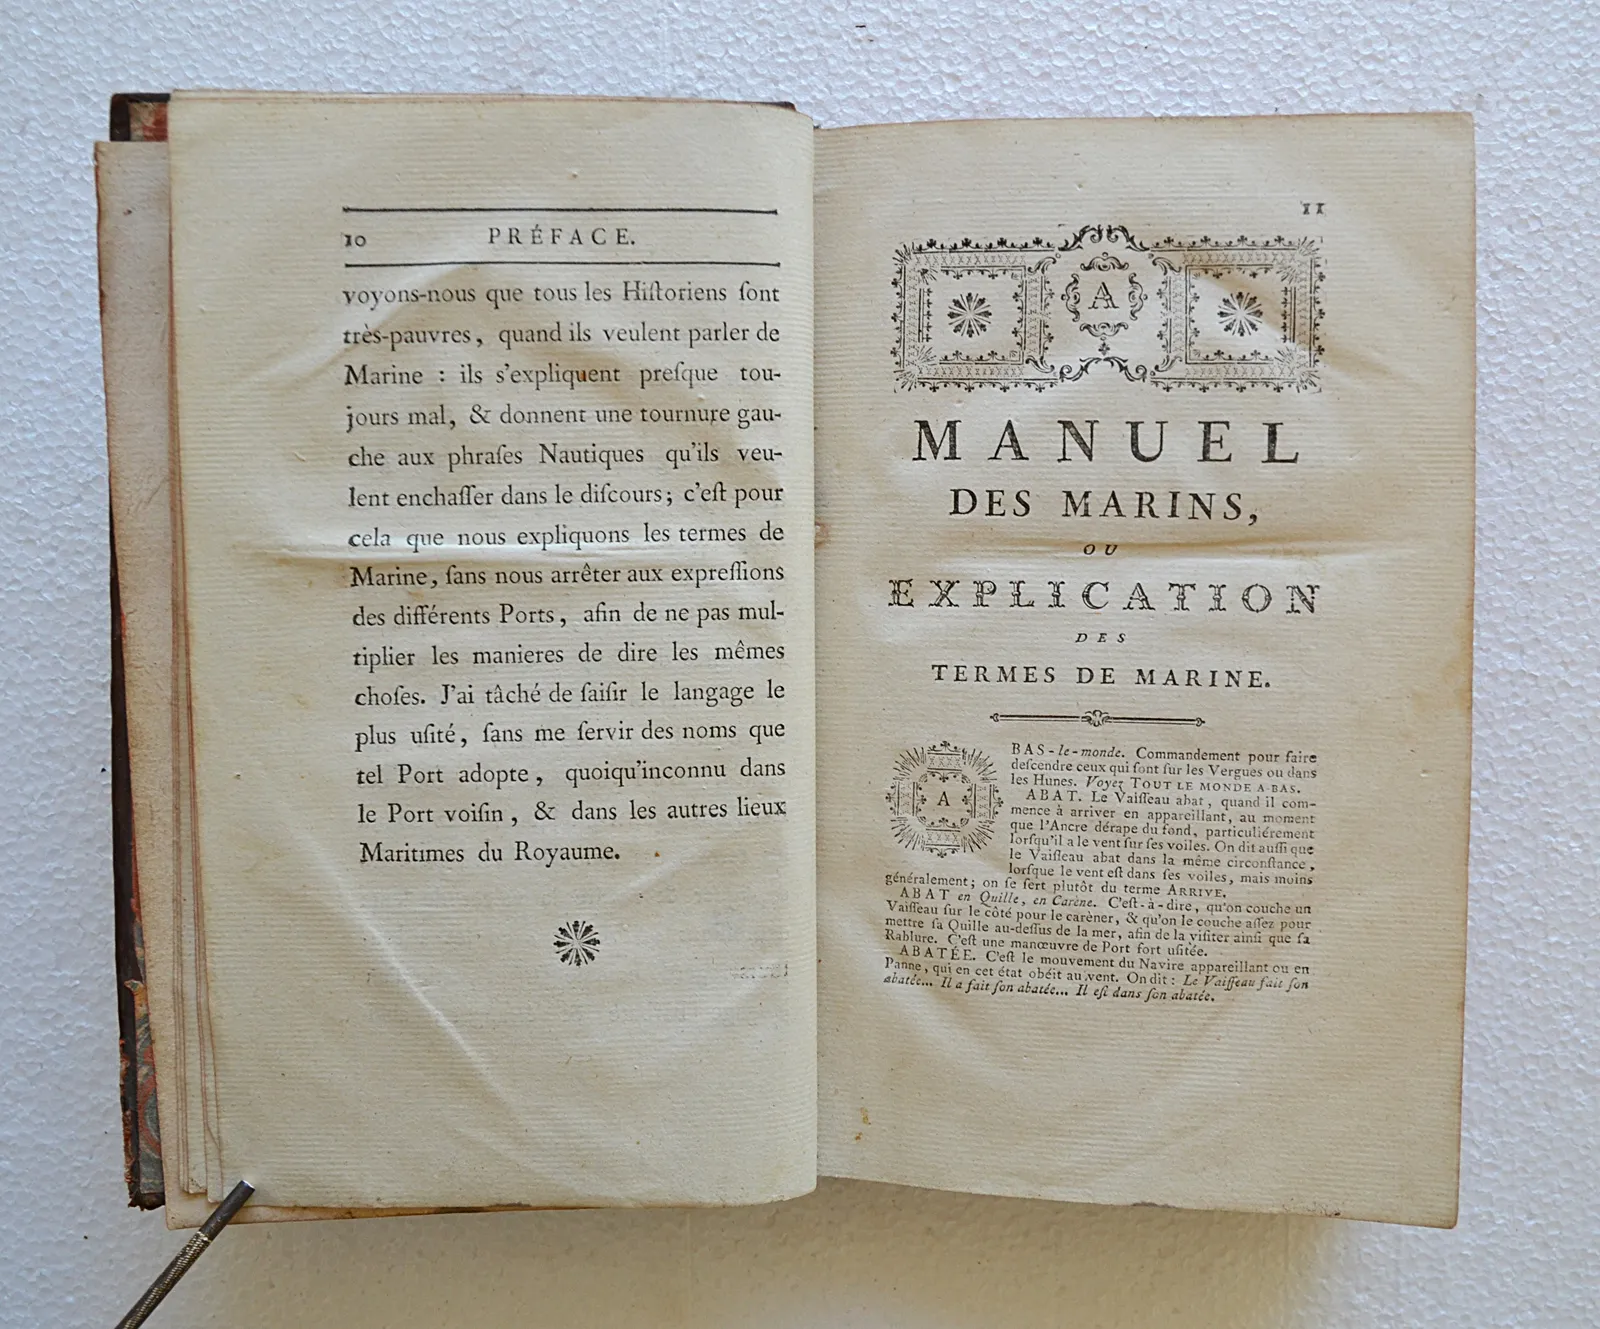 10 PRÉFACE.
voyons-nous que tous les Hiſtoriens ſont
très-pauvres, quand ils veulent parler de
Marine : ils s'expliquent preſque tou-
jours mal, & donnent une tournure gau-
che aux phraſes Nautiques qu'ils veu-
lent enchaſſer dans le diſcours; c'eſt pour
cela que nous expliquons les termes de
Marine, ſans nous arrêter aux expreſſions
des différents Ports, afin de ne pas mul-
tiplier les manieres de dire les mêmes
choſes. J'ai tâché de ſaiſir le langage le
plus uſité, ſans me ſervir des noms que
tel Port adopte, quoiqu'inconnu dans
le Port voiſin, & dans les autres lieux
Maritimes du Royaume.
11
A
MANUEL
DES MARINS,
OU
EXPLICATION
DES
TERMES DE MARINE.
A BAS-le-monde. Commandement pour faire
deſcendre ceux qui ſont ſur les Vergues ou dans
les Hunes. Voyez TOUT LE MONDE A-BAS.
ABAT. Le Vaiſſeau abat, quand il com-
mence à arriver en appareillant, au moment
que l'Ancre dérape du fond, particuliérement
lorſqu'il a le vent ſur ſes voiles. On dit auſſi que
le Vaiſſeau abat dans la même circonſtance,
lorſque le vent eſt dans ſes voiles, mais moins
généralement; on ſe ſert plutôt du terme ARRIVE.
ABAT en Quille, en Carène. C'eſt-à-dire, qu'on couche un
Vaiſſeau ſur le côté pour le caréner, & qu'on le couche aſſez pour
mettre ſa Quille au-deſſus de la mer, afin de la viſiter ainſi que ſa
Rablure. C'eſt une manœuvre de Port fort uſitée.
ABATÉE. C'eſt le mouvement du Navire appareillant ou en
Panne, qui en cet état obéit au vent. On dit : Le Vaiſſeau fait ſon
abatée... Il a fait ſon abatée... Il eſt dans ſon abatée.